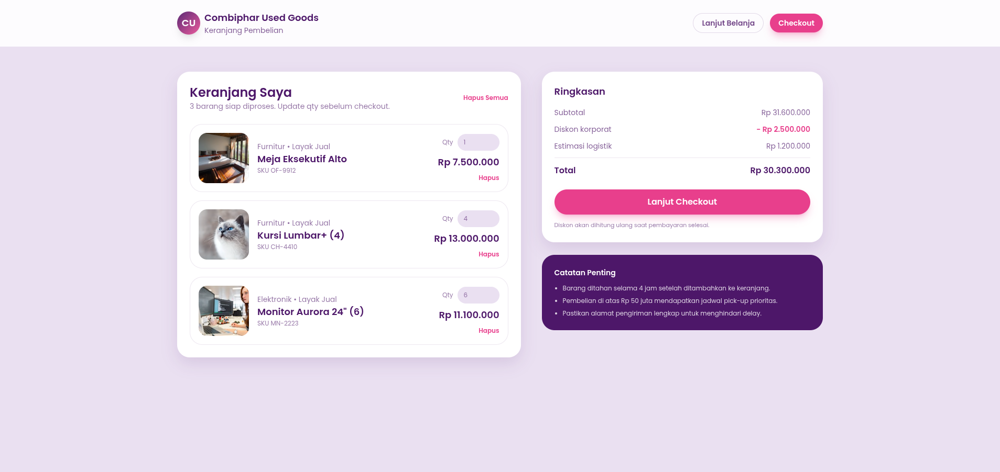 CU
Combiphar Used Goods
Keranjang Pembelian
Lanjut Belanja
Checkout
Keranjang Saya
3 barang siap diproses. Update qty sebelum checkout.
Hapus Semua
Furnitur • Layak Jual
Meja Eksekutif Alto
SKU OF-9912
Qty 1
Rp 7.500.000
Hapus
Furnitur • Layak Jual
Kursi Lumbar+ (4)
SKU CH-4410
Qty 4
Rp 13.000.000
Hapus
Elektronik • Layak Jual
Monitor Aurora 24" (6)
SKU MN-2223
Qty 6
Rp 11.100.000
Hapus
Ringkasan
Subtotal Rp 31.600.000
Diskon korporat - Rp 2.500.000
Estimasi logistik Rp 1.200.000
Total Rp 30.300.000
Lanjut Checkout
Diskon akan dihitung ulang saat pembayaran selesai.
Catatan Penting
• Barang ditahan selama 4 jam setelah ditambahkan ke keranjang.
• Pembelian di atas Rp 50 juta mendapatkan jadwal pick-up prioritas.
• Pastikan alamat pengiriman lengkap untuk menghindari delay.